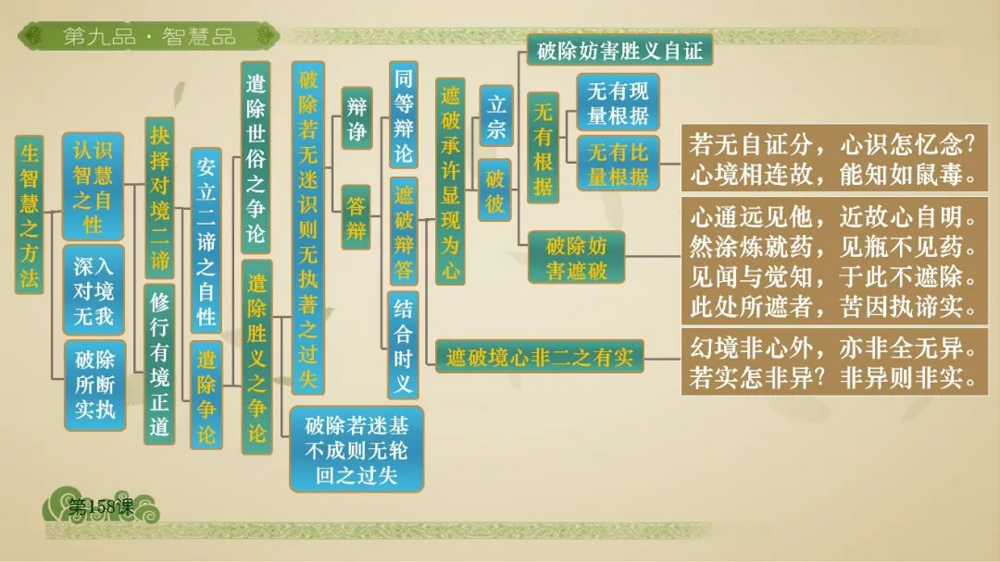 第九品·智慧品
生智慧之方法
认识
智慧
之自
性
深入
对境
无我
破除
所断
实执
抉择对境二谛
修行有境正道
安立二谛之自性
遣除争论
遣除世俗之争论
遣除胜义之争论
破除若无迷识则无执著之过失
破除若迷基
不成则无轮
回之过失
辩诤
答辩
同等辩论
遮破辩答
结合时义
遮破承许显现为心
遮破境心非二之有实
立宗
破彼
破除妨害胜义自证
无有根据
破除妨
害遮破
无有现
量根据
无有比
量根据
若无自证分，心识怎忆念？
心境相连故，能知如鼠毒。
心通远见他，近故心自明。
然涂炼就药，见瓶不见药。
见闻与觉知，于此不遮除。
此处所遮者，苦因执谛实。
幻境非心外，亦非全无异。
若实怎非异？非异则非实。
第158课